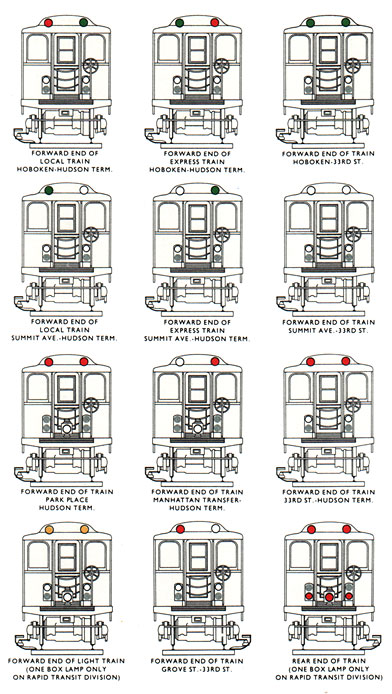 FORWARD END OF
LOCAL TRAIN
HOBOKEN-HUDSON TERM.
FORWARD END OF
EXPRESS TRAIN
HOBOKEN-HUDSON TERM.
FORWARD END OF TRAIN
HOBOKEN-33RD ST.
FORWARD END OF
LOCAL TRAIN
SUMMIT AVE.-HUDSON TERM.
FORWARD END OF
EXPRESS TRAIN
SUMMIT AVE.-HUDSON TERM.
FORWARD END OF TRAIN
SUMMIT AVE.-33RD ST.
FORWARD END OF TRAIN
PARK PLACE
HUDSON TERM.
FORWARD END OF TRAIN
MANHATTAN TRANSFER-
HUDSON TERM.
FORWARD END OF TRAIN
33RD ST.-HUDSON TERM.
FORWARD END OF LIGHT TRAIN
(ONE BOX LAMP ONLY
ON RAPID TRANSIT DIVISION)
FORWARD END OF TRAIN
GROVE ST.-33RD ST.
REAR END OF TRAIN
(ONE BOX LAMP ONLY
ON RAPID TRANSIT DIVISION)